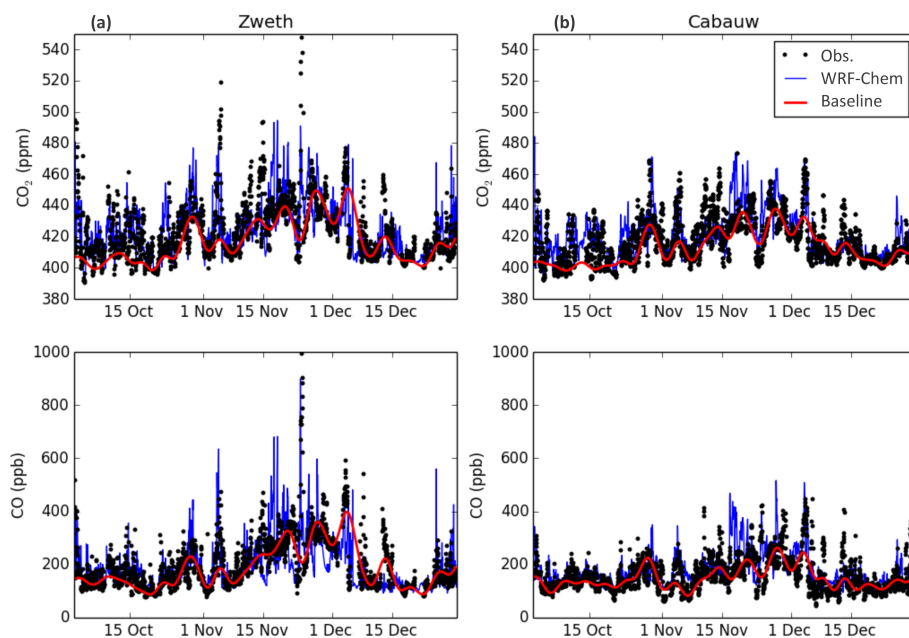 (a) Zweth
(b) Cabauw
CO2 (ppm)
540
520
500
480
460
440
420
400
380
15 Oct 1 Nov 15 Nov 1 Dec 15 Dec
CO2 (ppm)
540
520
500
480
460
440
420
400
380
15 Oct 1 Nov 15 Nov 1 Dec 15 Dec
Obs.
WRF-Chem
Baseline
CO (ppb)
1000
800
600
400
200
0
15 Oct 1 Nov 15 Nov 1 Dec 15 Dec
CO (ppb)
1000
800
600
400
200
0
15 Oct 1 Nov 15 Nov 1 Dec 15 Dec